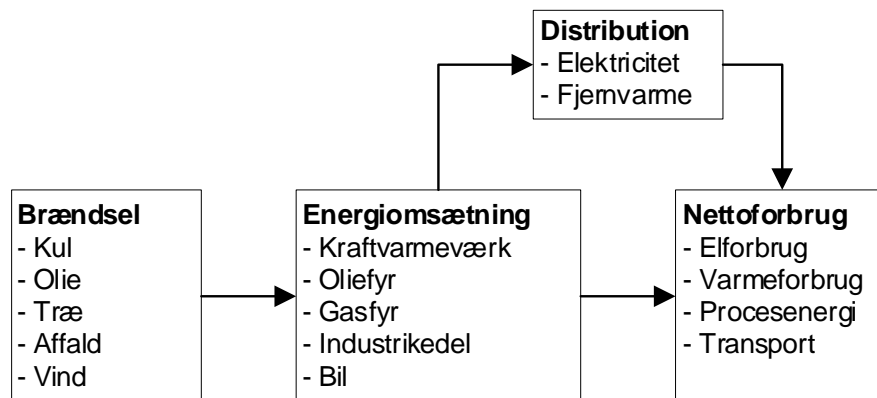 Distribution
- Elektricitet
- Fjernvarme
Brændsel
- Kul
- Olie
- Træ
- Affald
- Vind
Energiomsætning
- Kraftvarmeværk
- Oliefyr
- Gasfyr
- Industrikedel
- Bil
Nettoforbrug
- Elforbrug
- Varmeforbrug
- Procesenergi
- Transport